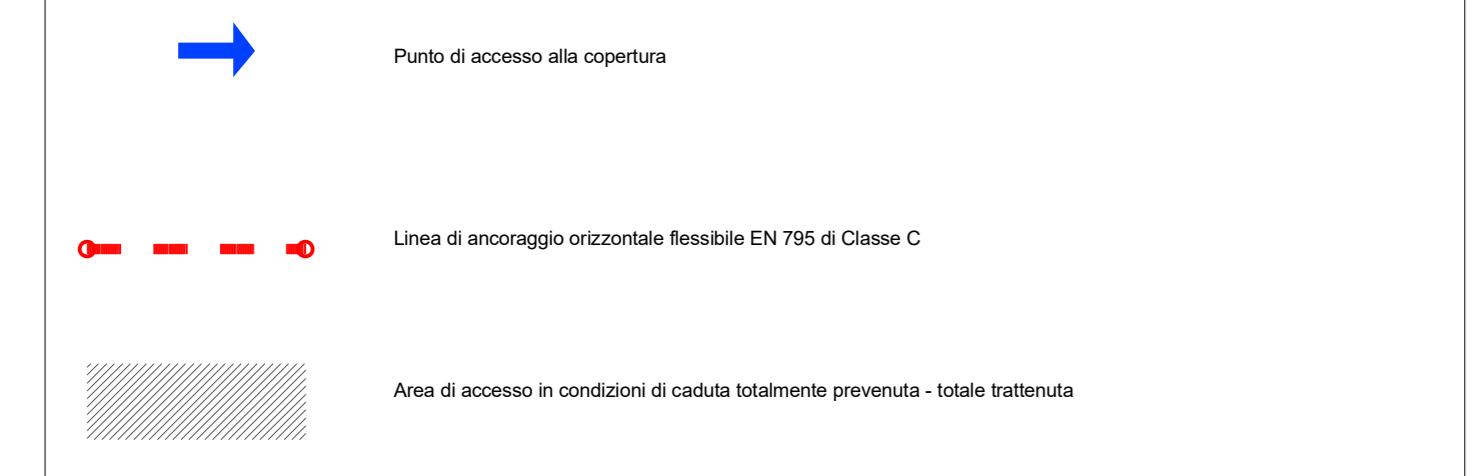 Punto di accesso alla copertura
Linea di ancoraggio orizzontale flessibile EN 795 di Classe C
Area di accesso in condizioni di caduta totalmente prevenuta - totale trattenuta